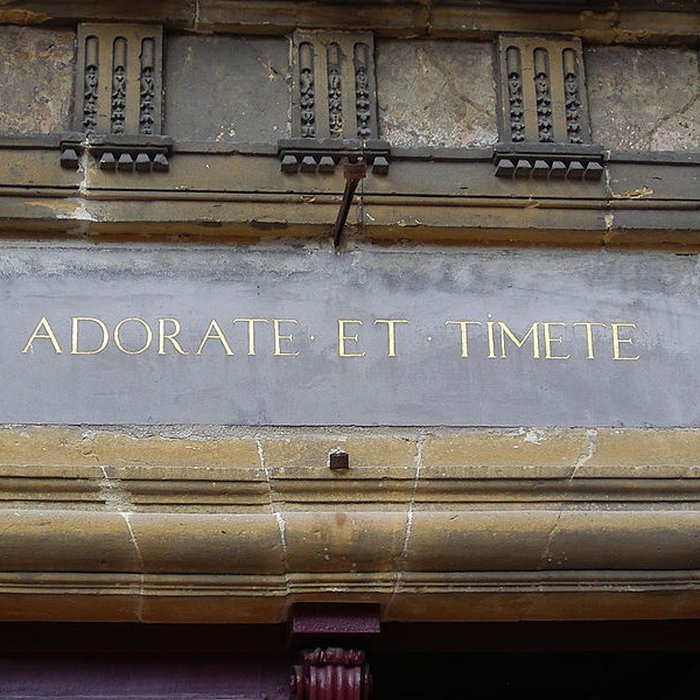 ADORATE · ET · TIMETE